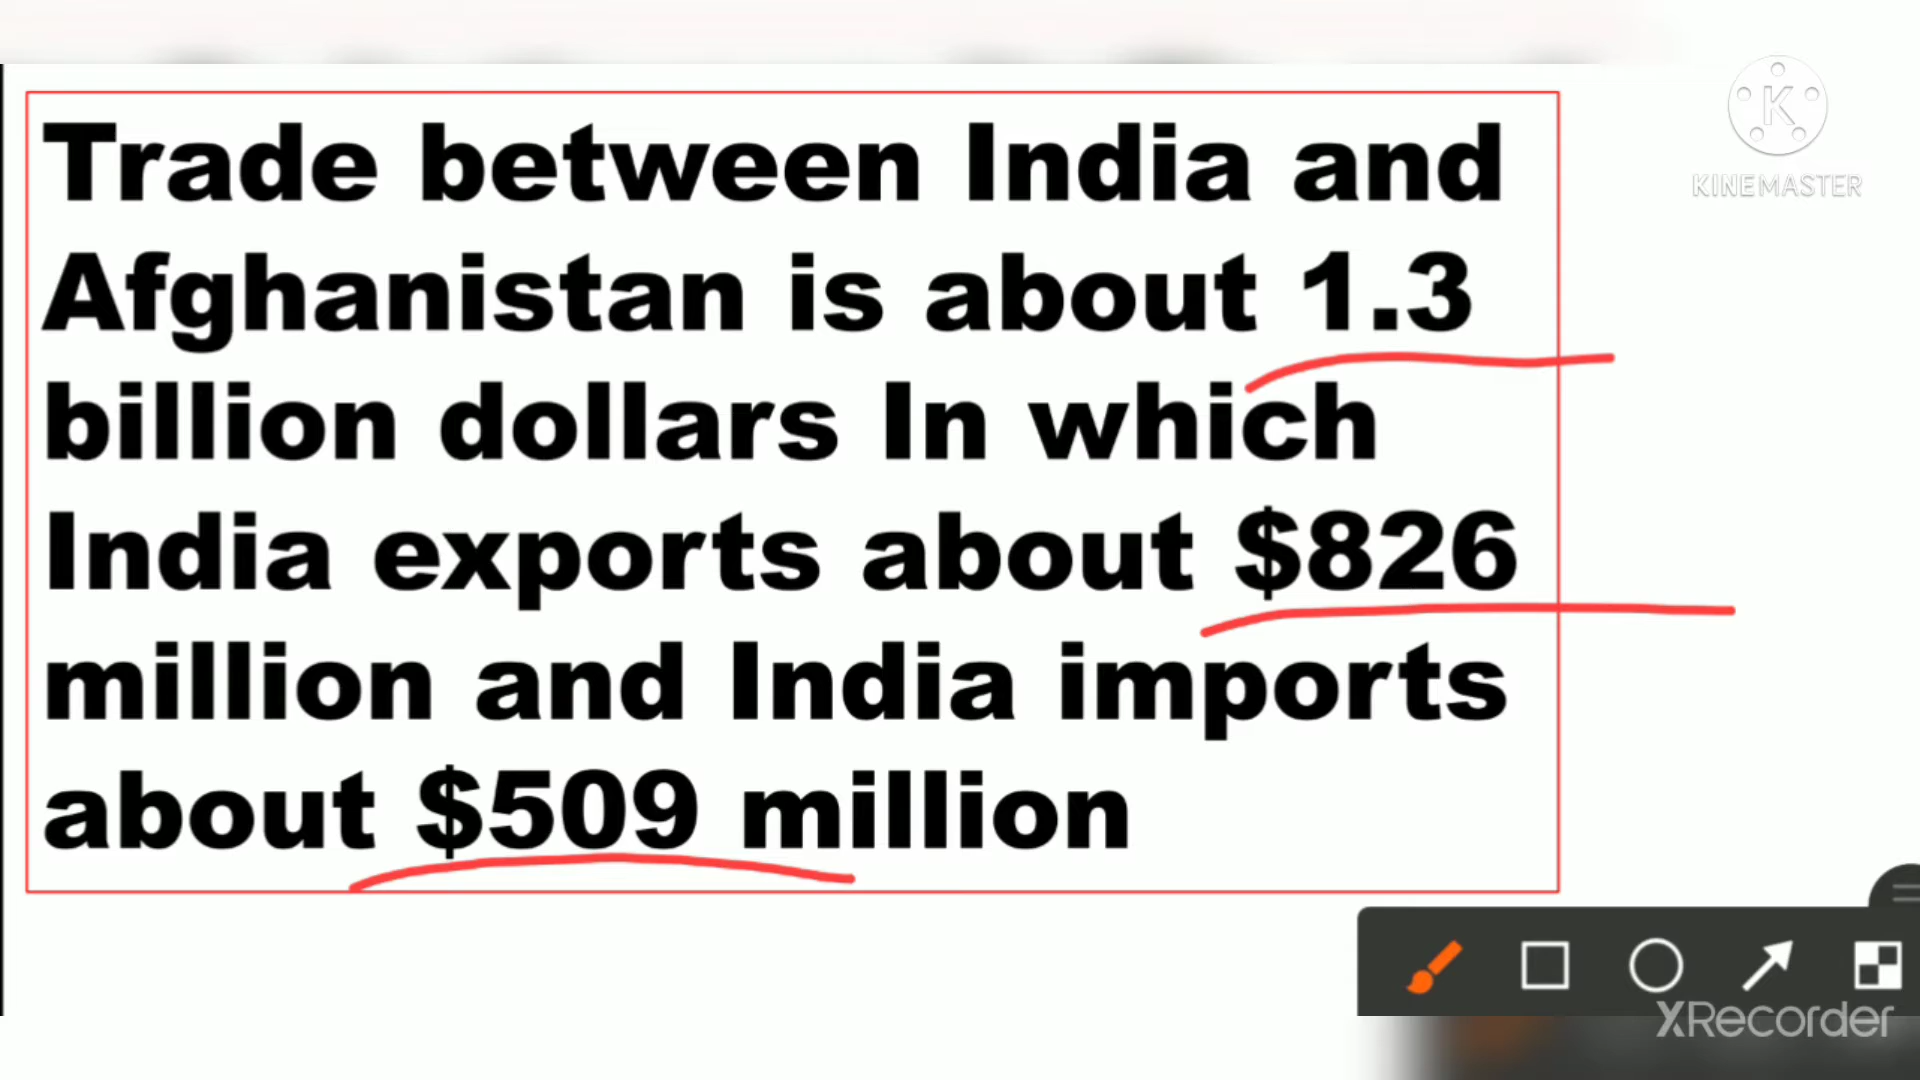 Trade between India and
Afghanistan is about 1.3
billion dollars In which
India exports about $826
million and India imports
about $509 million
K
KINEMASTER
XRecorder